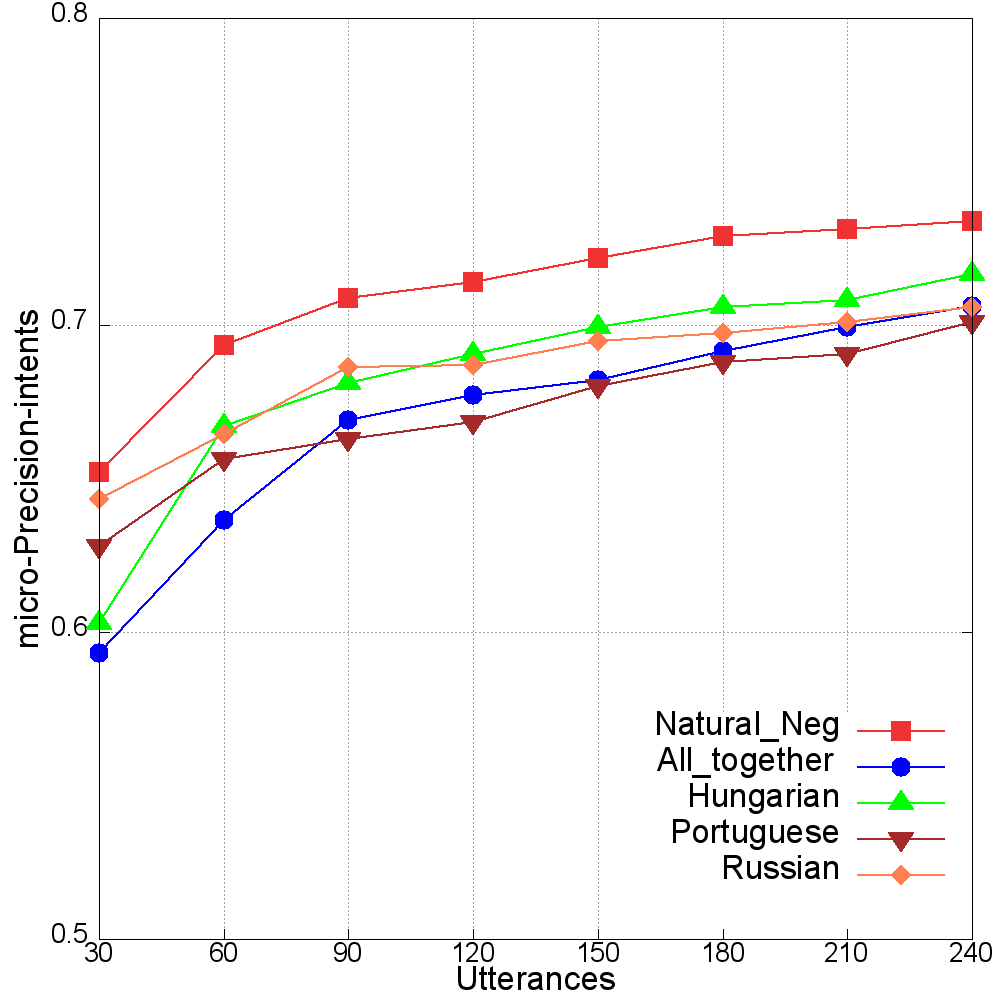 0.8
0.7
0.6
0.5
micro-Precision-intents
30 60 90 120 150 180 210 240
Utterances
Natural_Neg
All_together
Hungarian
Portuguese
Russian